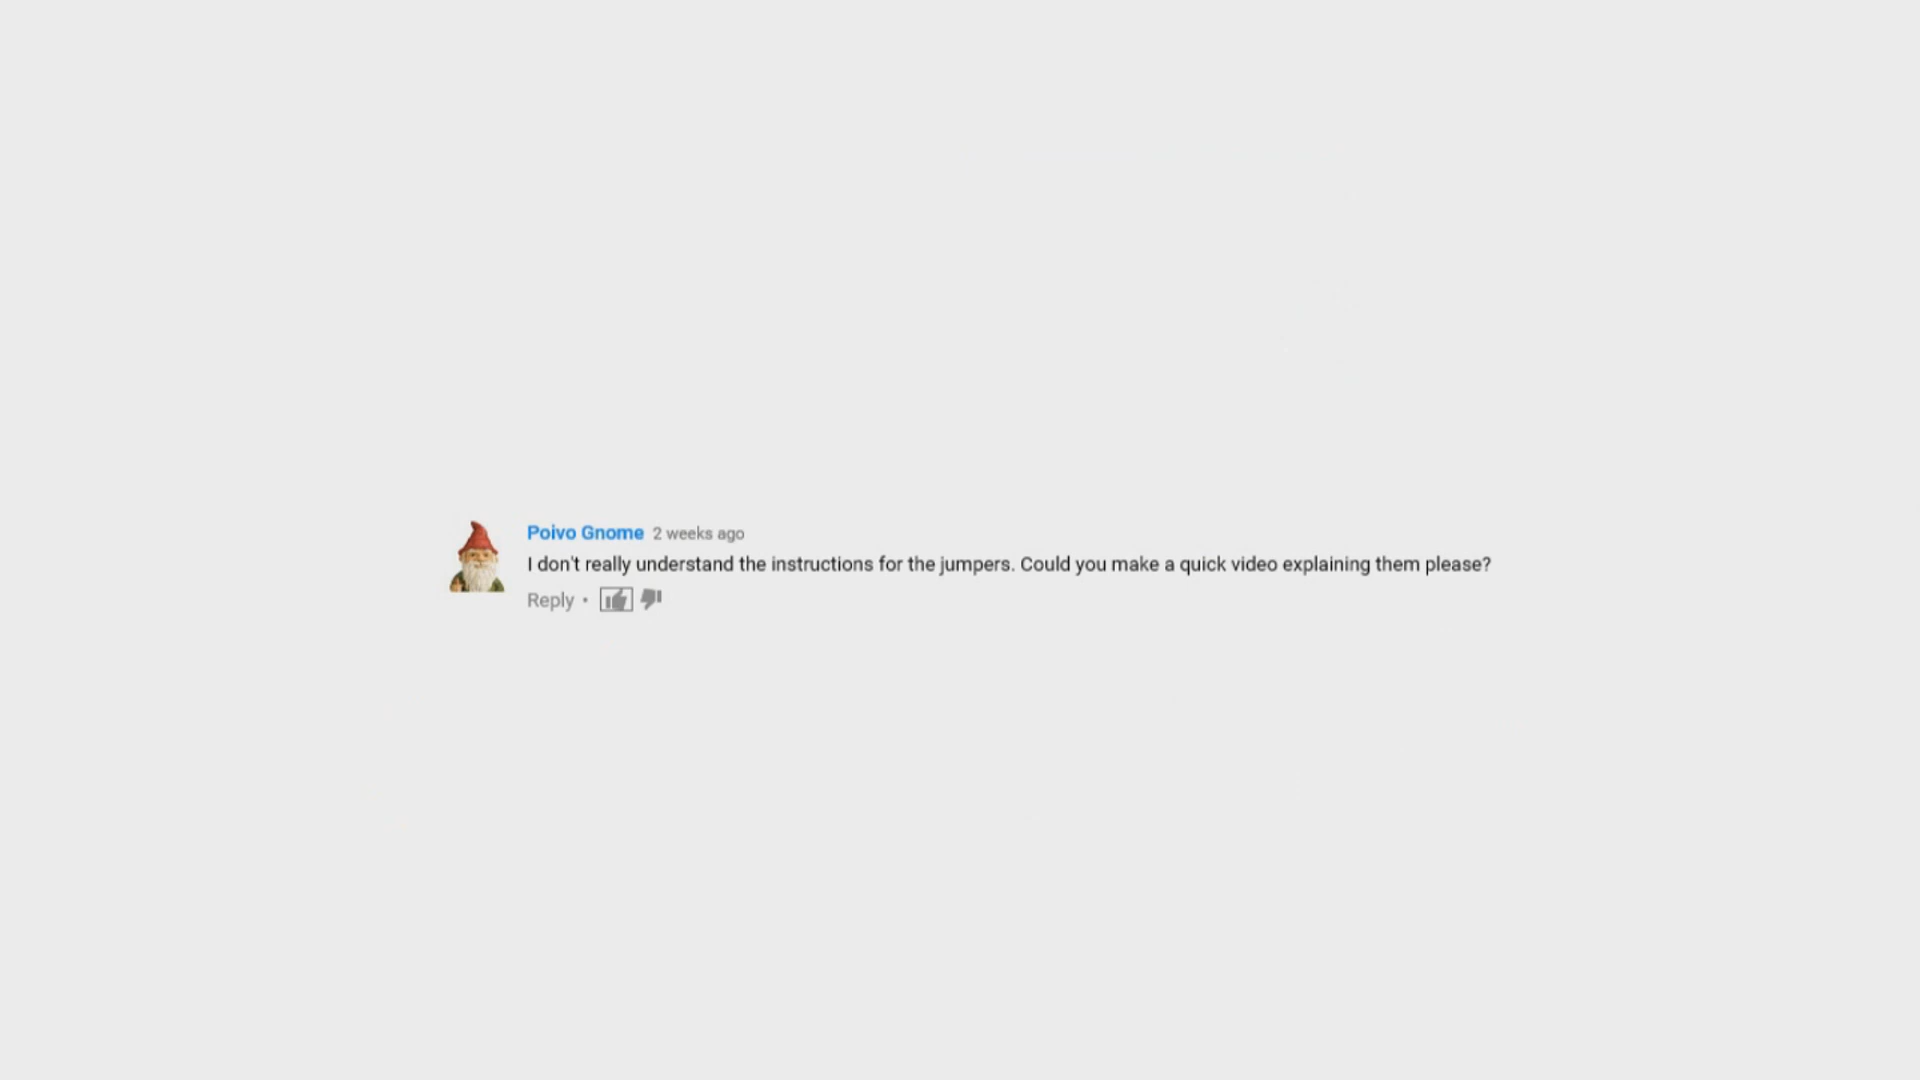 Poivo Gnome 2 weeks ago
I don't really understand the instructions for the jumpers. Could you make a quick video explaining them please?
Reply •